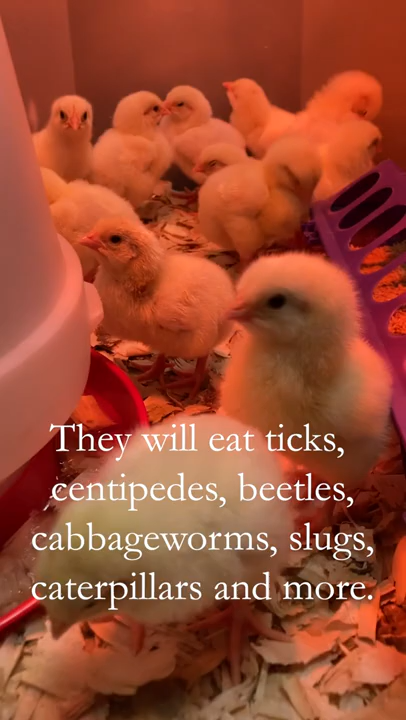 They will eat ticks,
centipedes, beetles,
cabbageworms, slugs,
caterpillars and more.